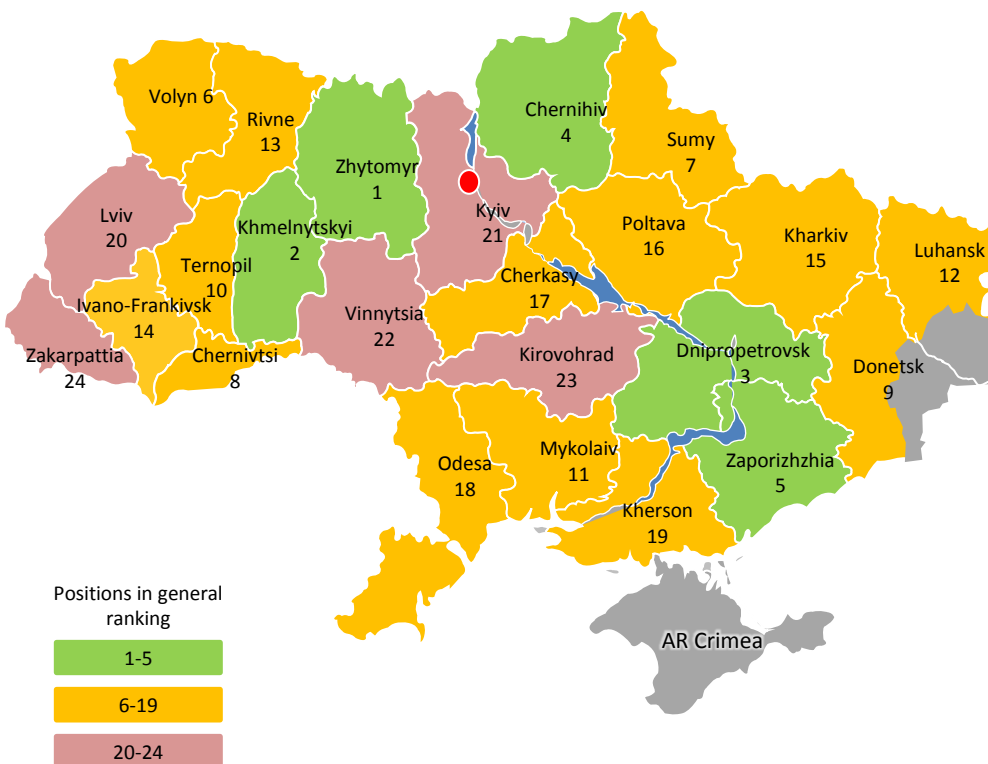 Volyn 6
Rivne
13
Zhytomyr
1
Chernihiv
4
Sumy
7
Lviv
20
Khmelnytskyi
2
Kyiv
21
Poltava
16
Kharkiv
15
Luhansk
12
Ternopil
10
Ivano-Frankivsk
14
Cherkasy
17
Vinnytsia
22
Zakarpattia
24
Chernivtsi
8
Kirovohrad
23
Dnipropetrovsk
3
Donetsk
9
Odesa
18
Mykolaiv
11
Zaporizhzhia
5
Kherson
19
AR Crimea
Positions in general
ranking
1-5
6-19
20-24